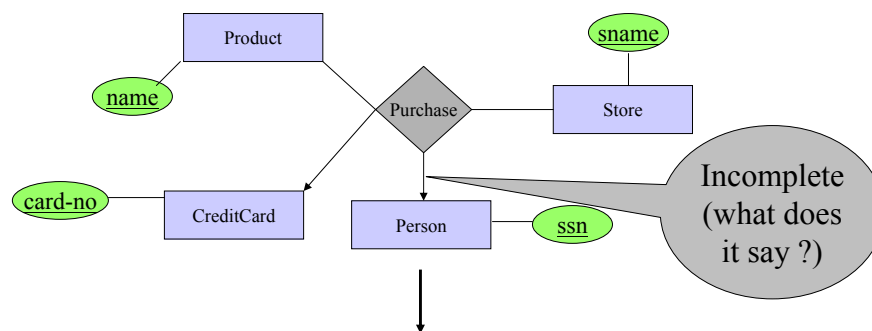 Product
sname
name
Purchase
Store
card-no
CreditCard
Person
ssn
Incomplete
(what does
it say ?)